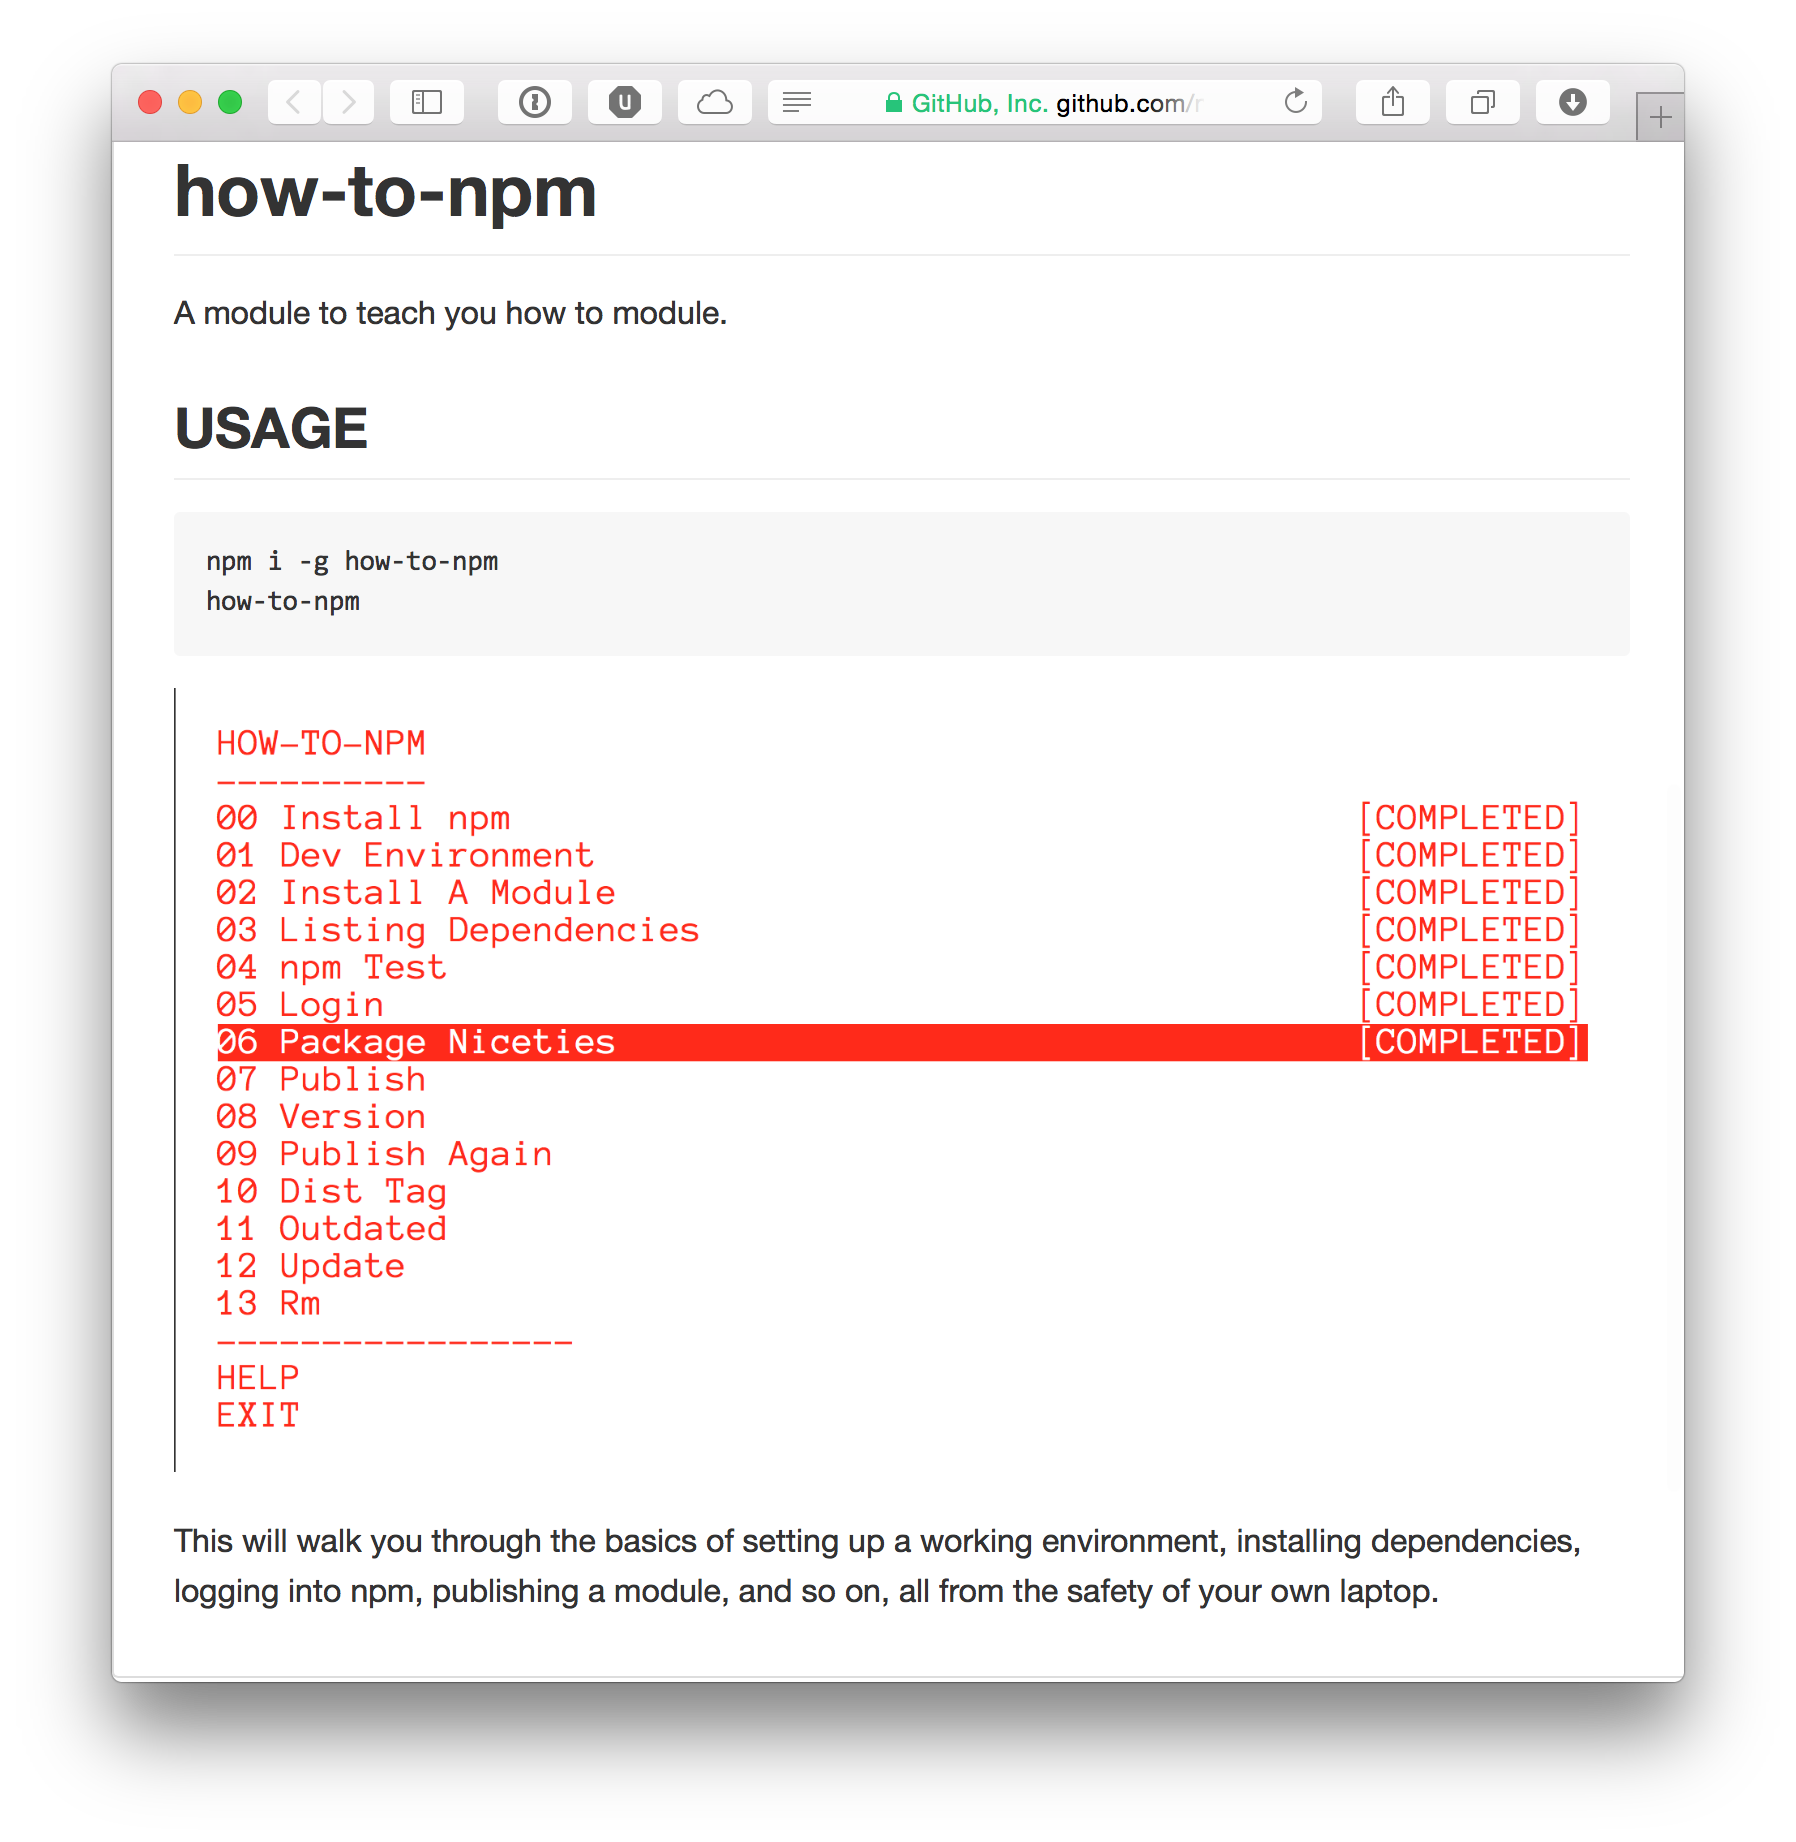 GitHub, Inc. github.com/
how-to-npm
A module to teach you how to module.
USAGE
npm i -g how-to-npm
how-to-npm
HOW-TO-NPM
----------
00 Install npm [COMPLETED]
01 Dev Environment [COMPLETED]
02 Install A Module [COMPLETED]
03 Listing Dependencies [COMPLETED]
04 npm Test [COMPLETED]
05 Login [COMPLETED]
06 Package Niceties [COMPLETED]
07 Publish
08 Version
09 Publish Again
10 Dist Tag
11 Outdated
12 Update
13 Rm
-----------------
HELP
EXIT
This will walk you through the basics of setting up a working environment, installing dependencies,
logging into npm, publishing a module, and so on, all from the safety of your own laptop.